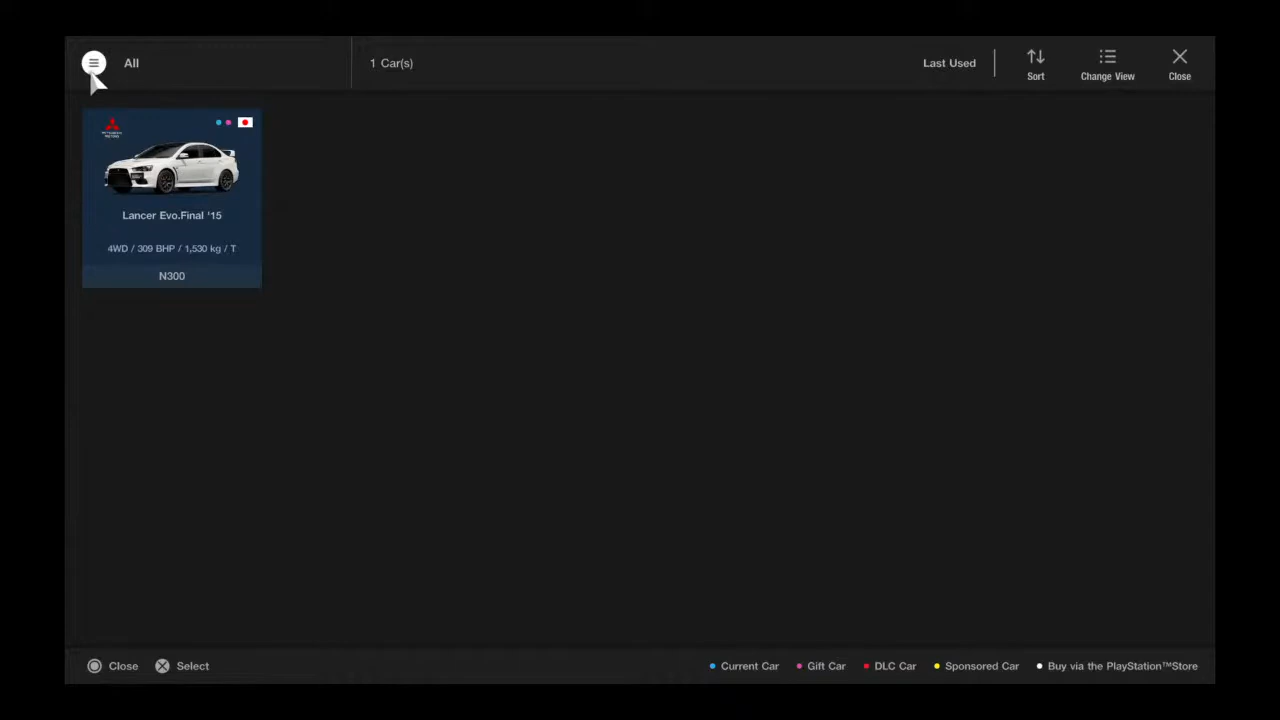 All
1 Car(s)
Last Used
Sort
Change View
Close
Lancer Evo.Final '15
4WD / 309 BHP / 1,530 kg / T
N300
Close
Select
Current Car
Gift Car
DLC Car
Sponsored Car
Buy via the PlayStation™Store